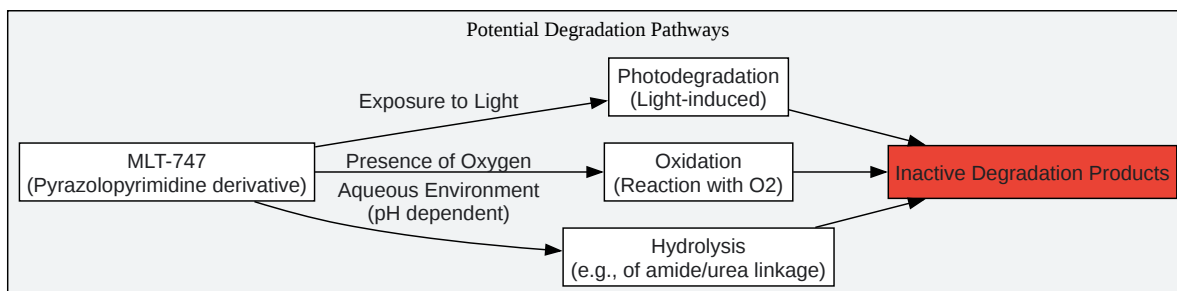 Potential Degradation Pathways
Photodegradation
(Light-induced)
Exposure to Light
MLT-747
(Pyrazolopyrimidine derivative)
Presence of Oxygen
Oxidation
(Reaction with O2)
Inactive Degradation Products
Aqueous Environment
(pH dependent)
Hydrolysis
(e.g., of amide/urea linkage)